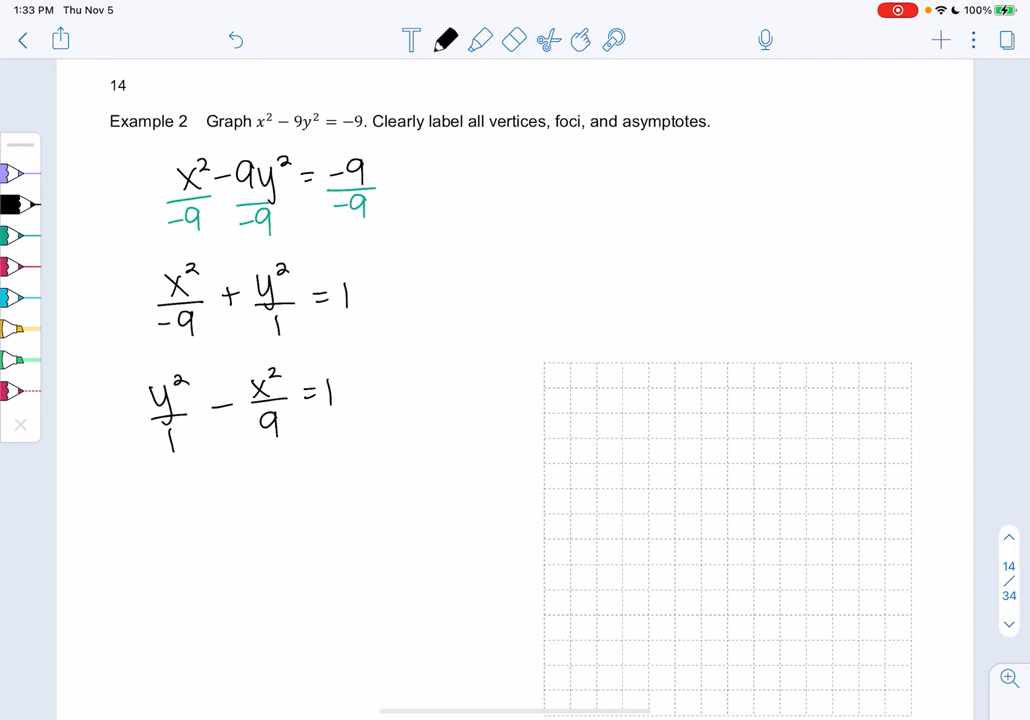 1:33 PM Thu Nov 5 100%
T
14
Example 2 Graph x² − 9y² = −9. Clearly label all vertices, foci, and asymptotes.
x² - 9y² = -9
-9 -9 -9
x²/-9 + y²/1 = 1
y²/1 - x²/9 = 1
14
/
34